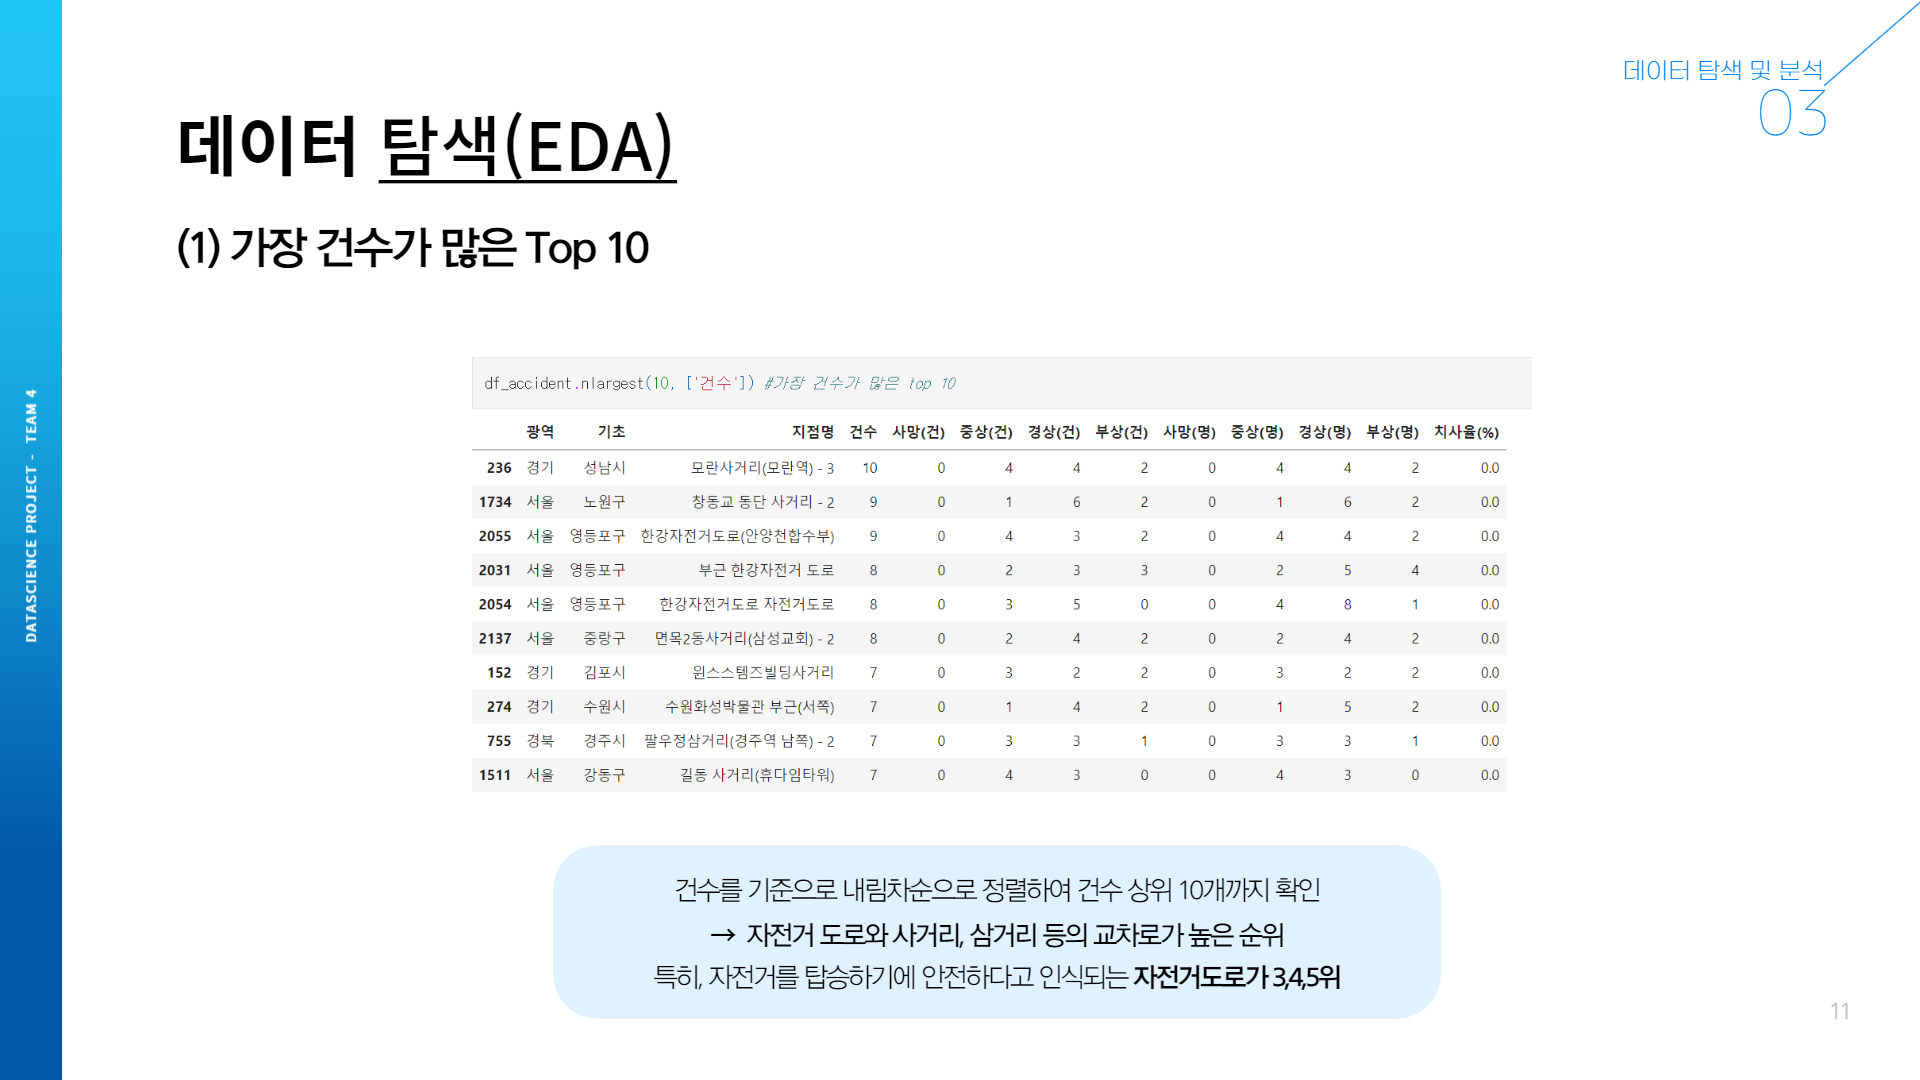 데이터 탐색 및 분석
03
데이터 탐색(EDA)
(1) 가장 건수가 많은 Top 10
DATASCIENCE PROJECT - TEAM 4
df_accident.nlargest(10, ['건수']) #가장 건수가 많은 top 10
광역 기초 지점명 건수 사망(건) 중상(건) 경상(건) 부상(건) 사망(명) 중상(명) 경상(명) 부상(명) 치사율(%)
236 경기 성남시 모란사거리(모란역) - 3 10 0 4 4 2 0 4 4 2 0.0
1734 서울 노원구 창동교 동단 사거리 - 2 9 0 1 6 2 0 1 6 2 0.0
2055 서울 영등포구 한강자전거도로(안양천합수부) 9 0 4 3 2 0 4 4 2 0.0
2031 서울 영등포구 부근 한강자전거 도로 8 0 2 3 3 0 2 5 4 0.0
2054 서울 영등포구 한강자전거도로 자전거도로 8 0 3 5 0 0 4 8 1 0.0
2137 서울 중랑구 면목2동사거리(삼성교회) - 2 8 0 2 4 2 0 2 4 2 0.0
152 경기 김포시 윈스스템즈빌딩사거리 7 0 3 2 2 0 3 2 2 0.0
274 경기 수원시 수원화성박물관 부근(서쪽) 7 0 1 4 2 0 1 5 2 0.0
755 경북 경주시 팔우정삼거리(경주역 남쪽) - 2 7 0 3 3 1 0 3 3 1 0.0
1511 서울 강동구 길동 사거리(휴다임타워) 7 0 4 3 0 0 4 3 0 0.0
건수를 기준으로 내림차순으로 정렬하여 건수 상위 10개까지 확인
→ 자전거 도로와 사거리, 삼거리 등의 교차로가 높은 순위
특히, 자전거를 탑승하기에 안전하다고 인식되는 자전거도로가 3,4,5위
11